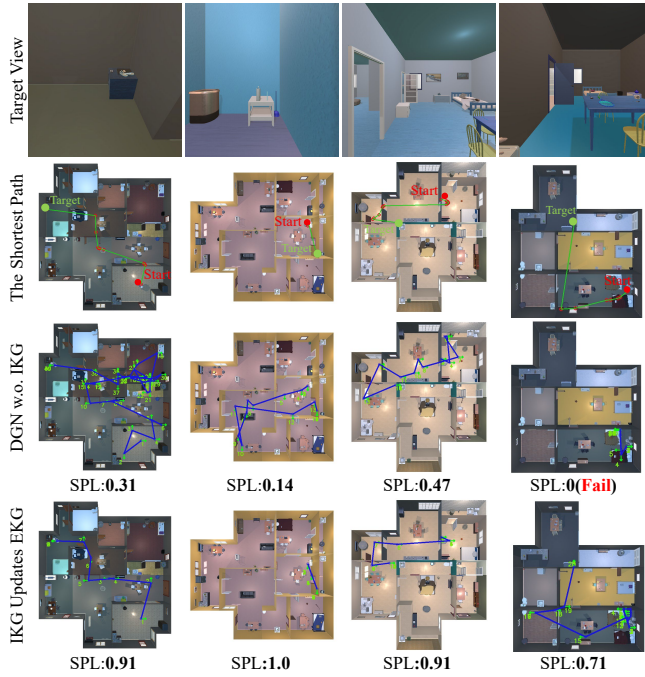 Target View
The Shortest Path
Target
Start
Start
Target
Start
Target
Start
DGN w.o. IKG
SPL:0.31
SPL:0.14
SPL:0.47
SPL:0(Fail)
IKG Updates EKG
SPL:0.91
SPL:1.0
SPL:0.91
SPL:0.71